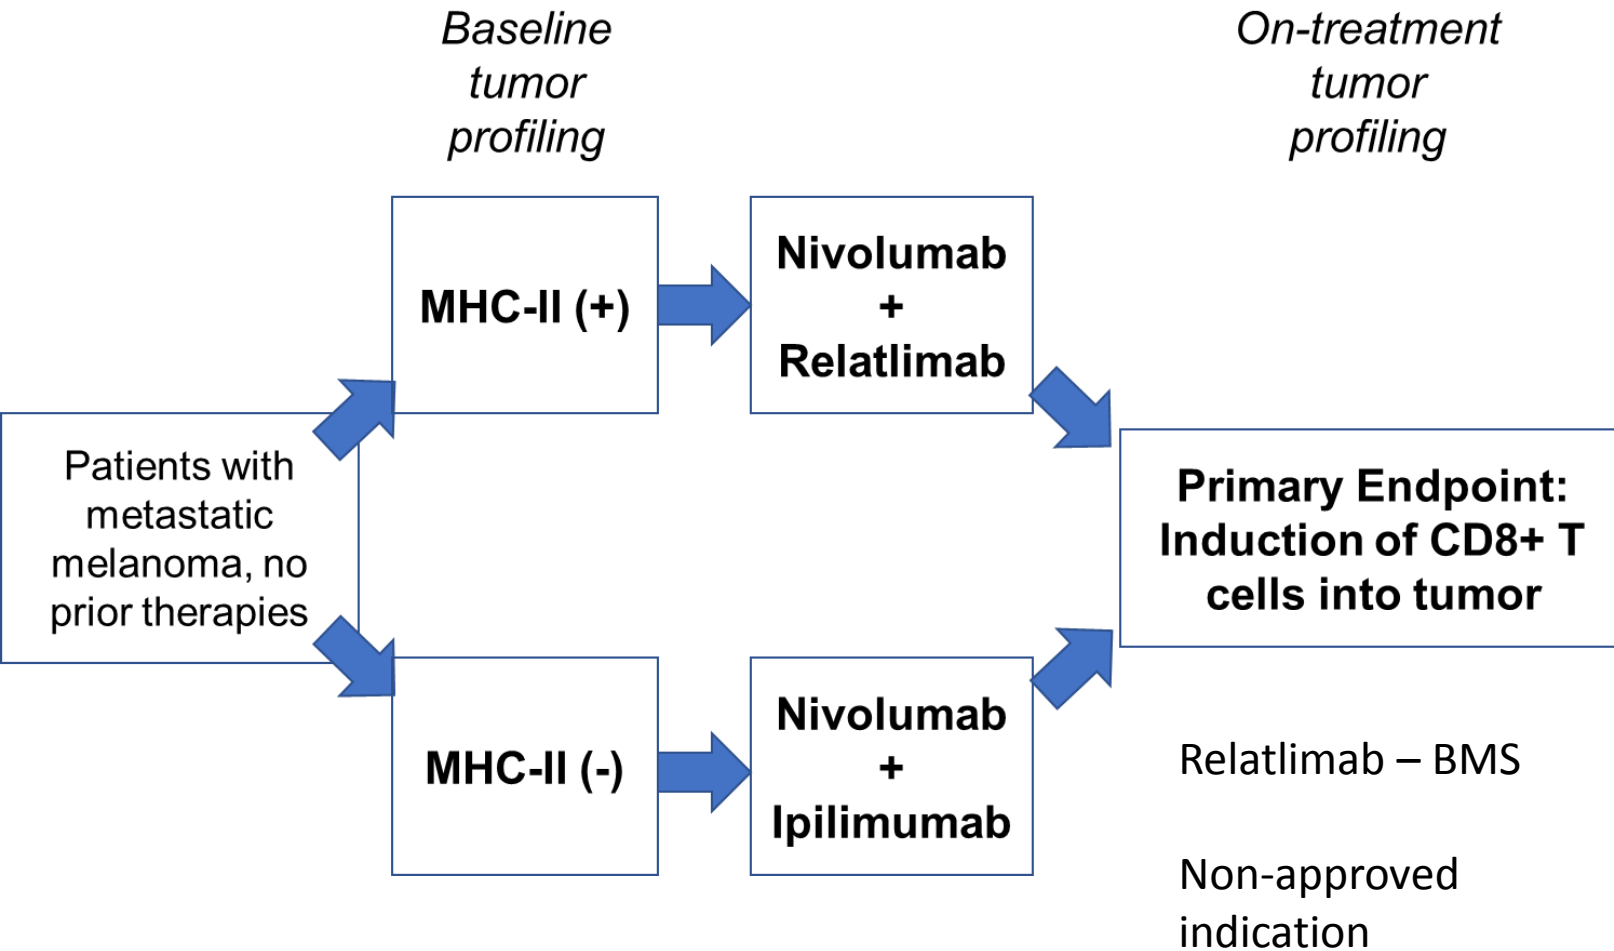 Baseline
tumor
profiling
On-treatment
tumor
profiling
Patients with
metastatic
melanoma, no
prior therapies
MHC-II (+)
Nivolumab
+
Relatlimab
MHC-II (-)
Nivolumab
+
Ipilimumab
Primary Endpoint:
Induction of CD8+ T
cells into tumor
Relatlimab – BMS
Non-approved
indication